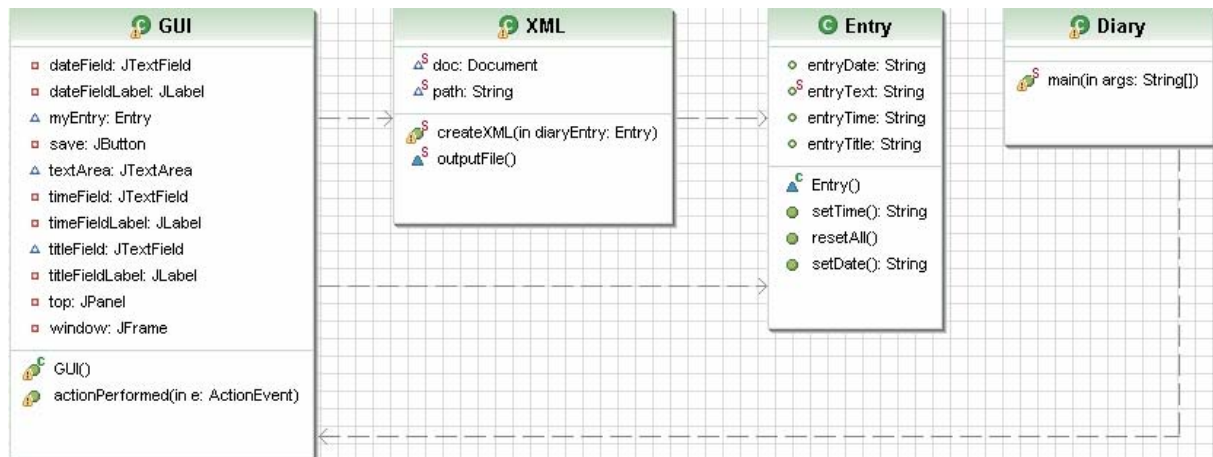 GUI
dateField: JTextField
dateFieldLabel: JLabel
myEntry: Entry
save: JButton
textArea: JTextArea
timeField: JTextField
timeFieldLabel: JLabel
titleField: JTextField
titleFieldLabel: JLabel
top: JPanel
window: JFrame
GUI()
actionPerformed(in e: ActionEvent)
XML
doc: Document
path: String
createXML(in diaryEntry: Entry)
outputFile()
Entry
entryDate: String
entryText: String
entryTime: String
entryTitle: String
Entry()
setTime(): String
resetAll()
setDate(): String
Diary
main(in args: String[])